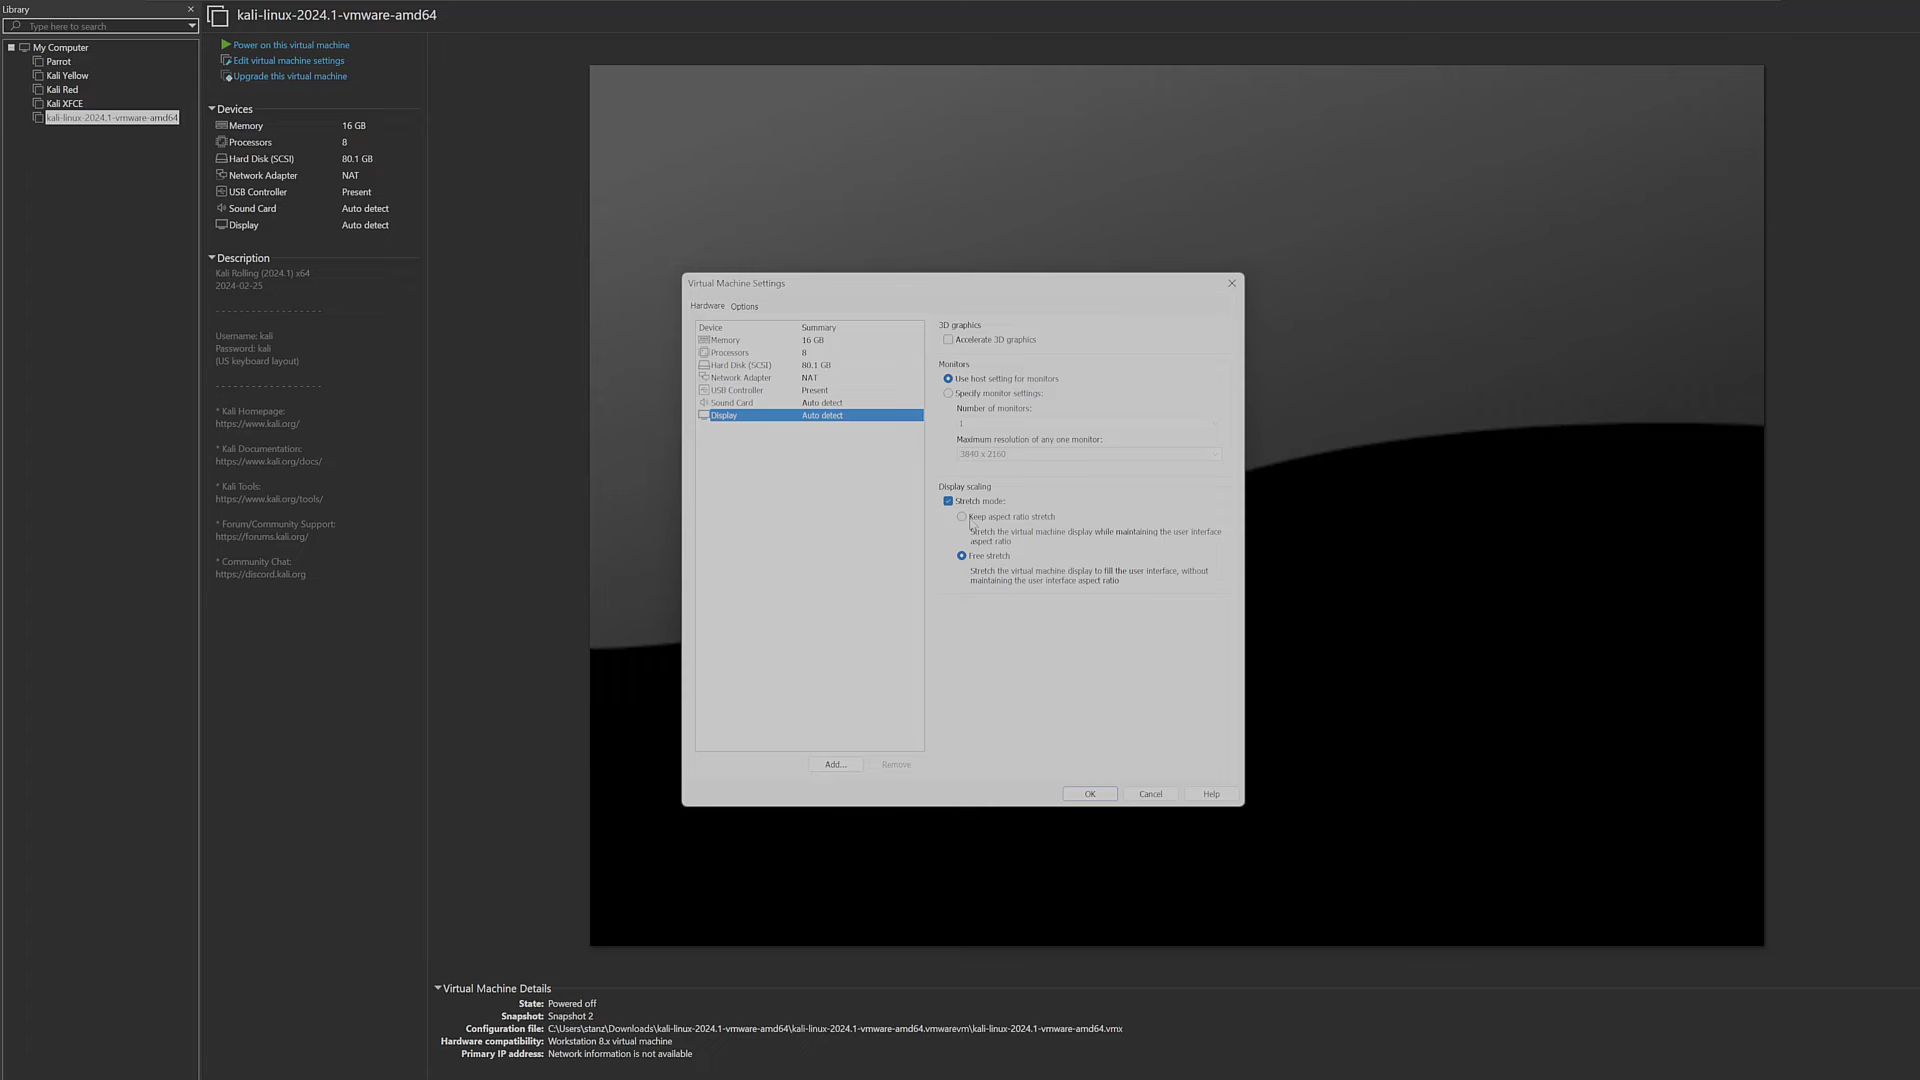 Library
Type here to search
My Computer
Parrot
Kali Yellow
Kali Red
Kali XFCE
kali-linux-2024.1-vmware-amd64
kali-linux-2024.1-vmware-amd64
Power on this virtual machine
Edit virtual machine settings
Upgrade this virtual machine
Devices
Memory 16 GB
Processors 8
Hard Disk (SCSI) 80.1 GB
Network Adapter NAT
USB Controller Present
Sound Card Auto detect
Display Auto detect
Description
Kali Rolling (2024.1) x64
2024-02-25
- - - - - - - - - - - - - - - - - -
Username: kali
Password: kali
(US keyboard layout)
- - - - - - - - - - - - - - - - - -
* Kali Homepage:
https://www.kali.org/
* Kali Documentation:
https://www.kali.org/docs/
* Kali Tools:
https://www.kali.org/tools/
* Forum/Community Support:
https://forums.kali.org/
* Community Chat:
https://discord.kali.org
Virtual Machine Settings
Hardware Options
Device Summary
Memory 16 GB
Processors 8
Hard Disk (SCSI) 80.1 GB
Network Adapter NAT
USB Controller Present
Sound Card Auto detect
Display Auto detect
Add... Remove
3D graphics
Accelerate 3D graphics
Monitors
Use host setting for monitors
Specify monitor settings:
Number of monitors:
1
Maximum resolution of any one monitor:
3840 x 2160
Display scaling
Stretch mode:
Keep aspect ratio stretch
Stretch the virtual machine display while maintaining the user interface
aspect ratio
Free stretch
Stretch the virtual machine display to fill the user interface, without
maintaining the user interface aspect ratio
OK Cancel Help
Virtual Machine Details
State: Powered off
Snapshot: Snapshot 2
Configuration file: C:\Users\stanz\Downloads\kali-linux-2024.1-vmware-amd64\kali-linux-2024.1-vmware-amd64.vmwarevm\kali-linux-2024.1-vmware-amd64.vmx
Hardware compatibility: Workstation 8.x virtual machine
Primary IP address: Network information is not available